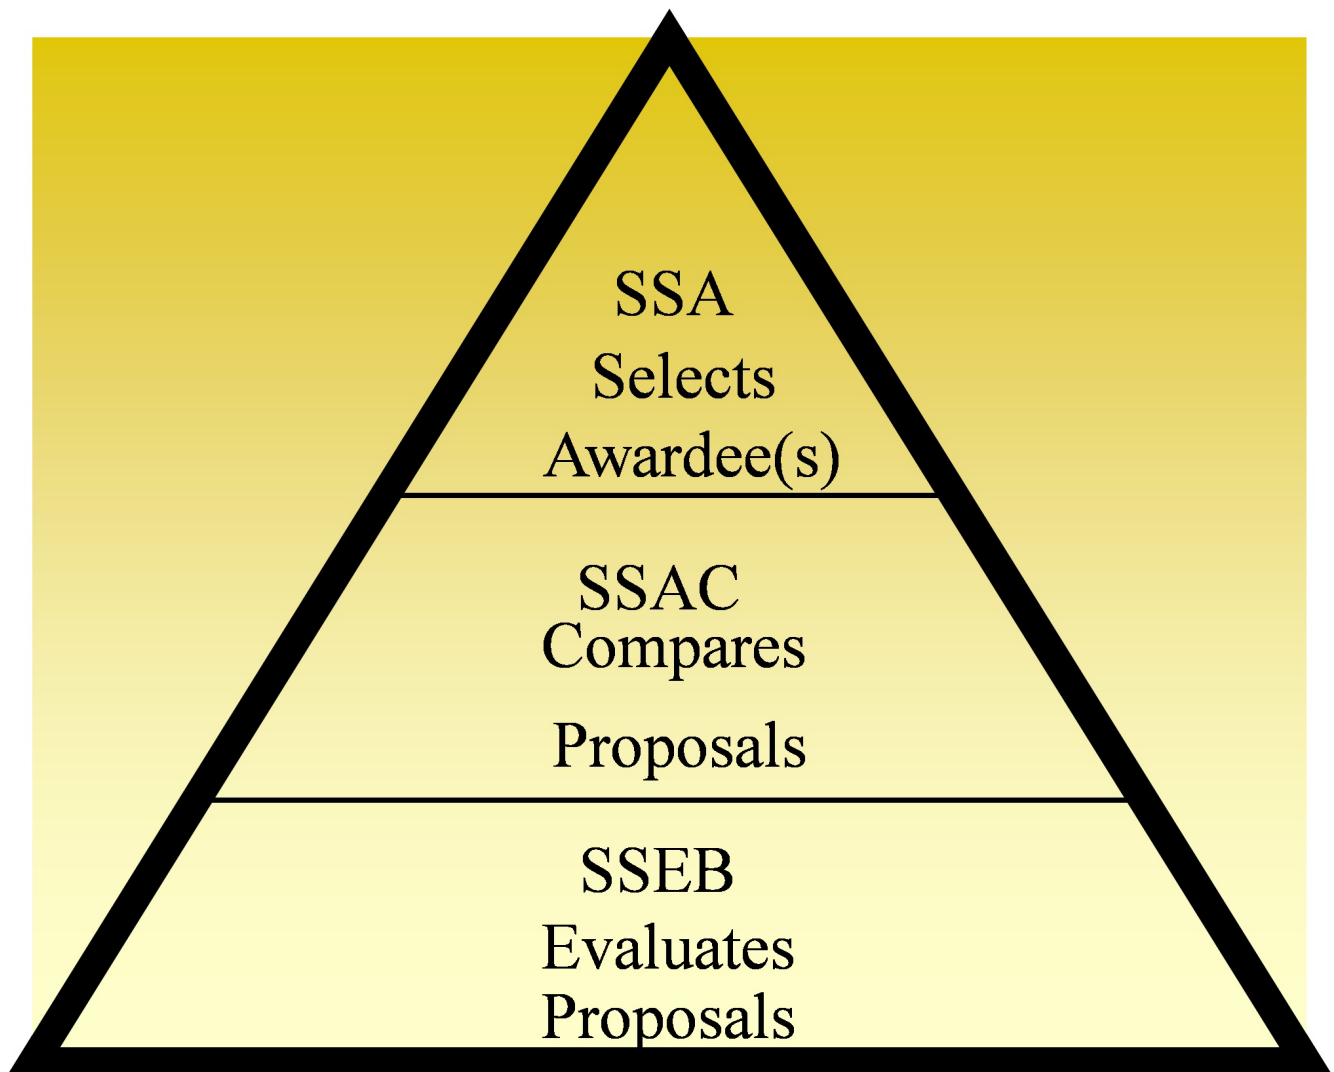 SSA
Selects
Awardee(s)
SSAC
Compares
Proposals
SSEB
Evaluates
Proposals